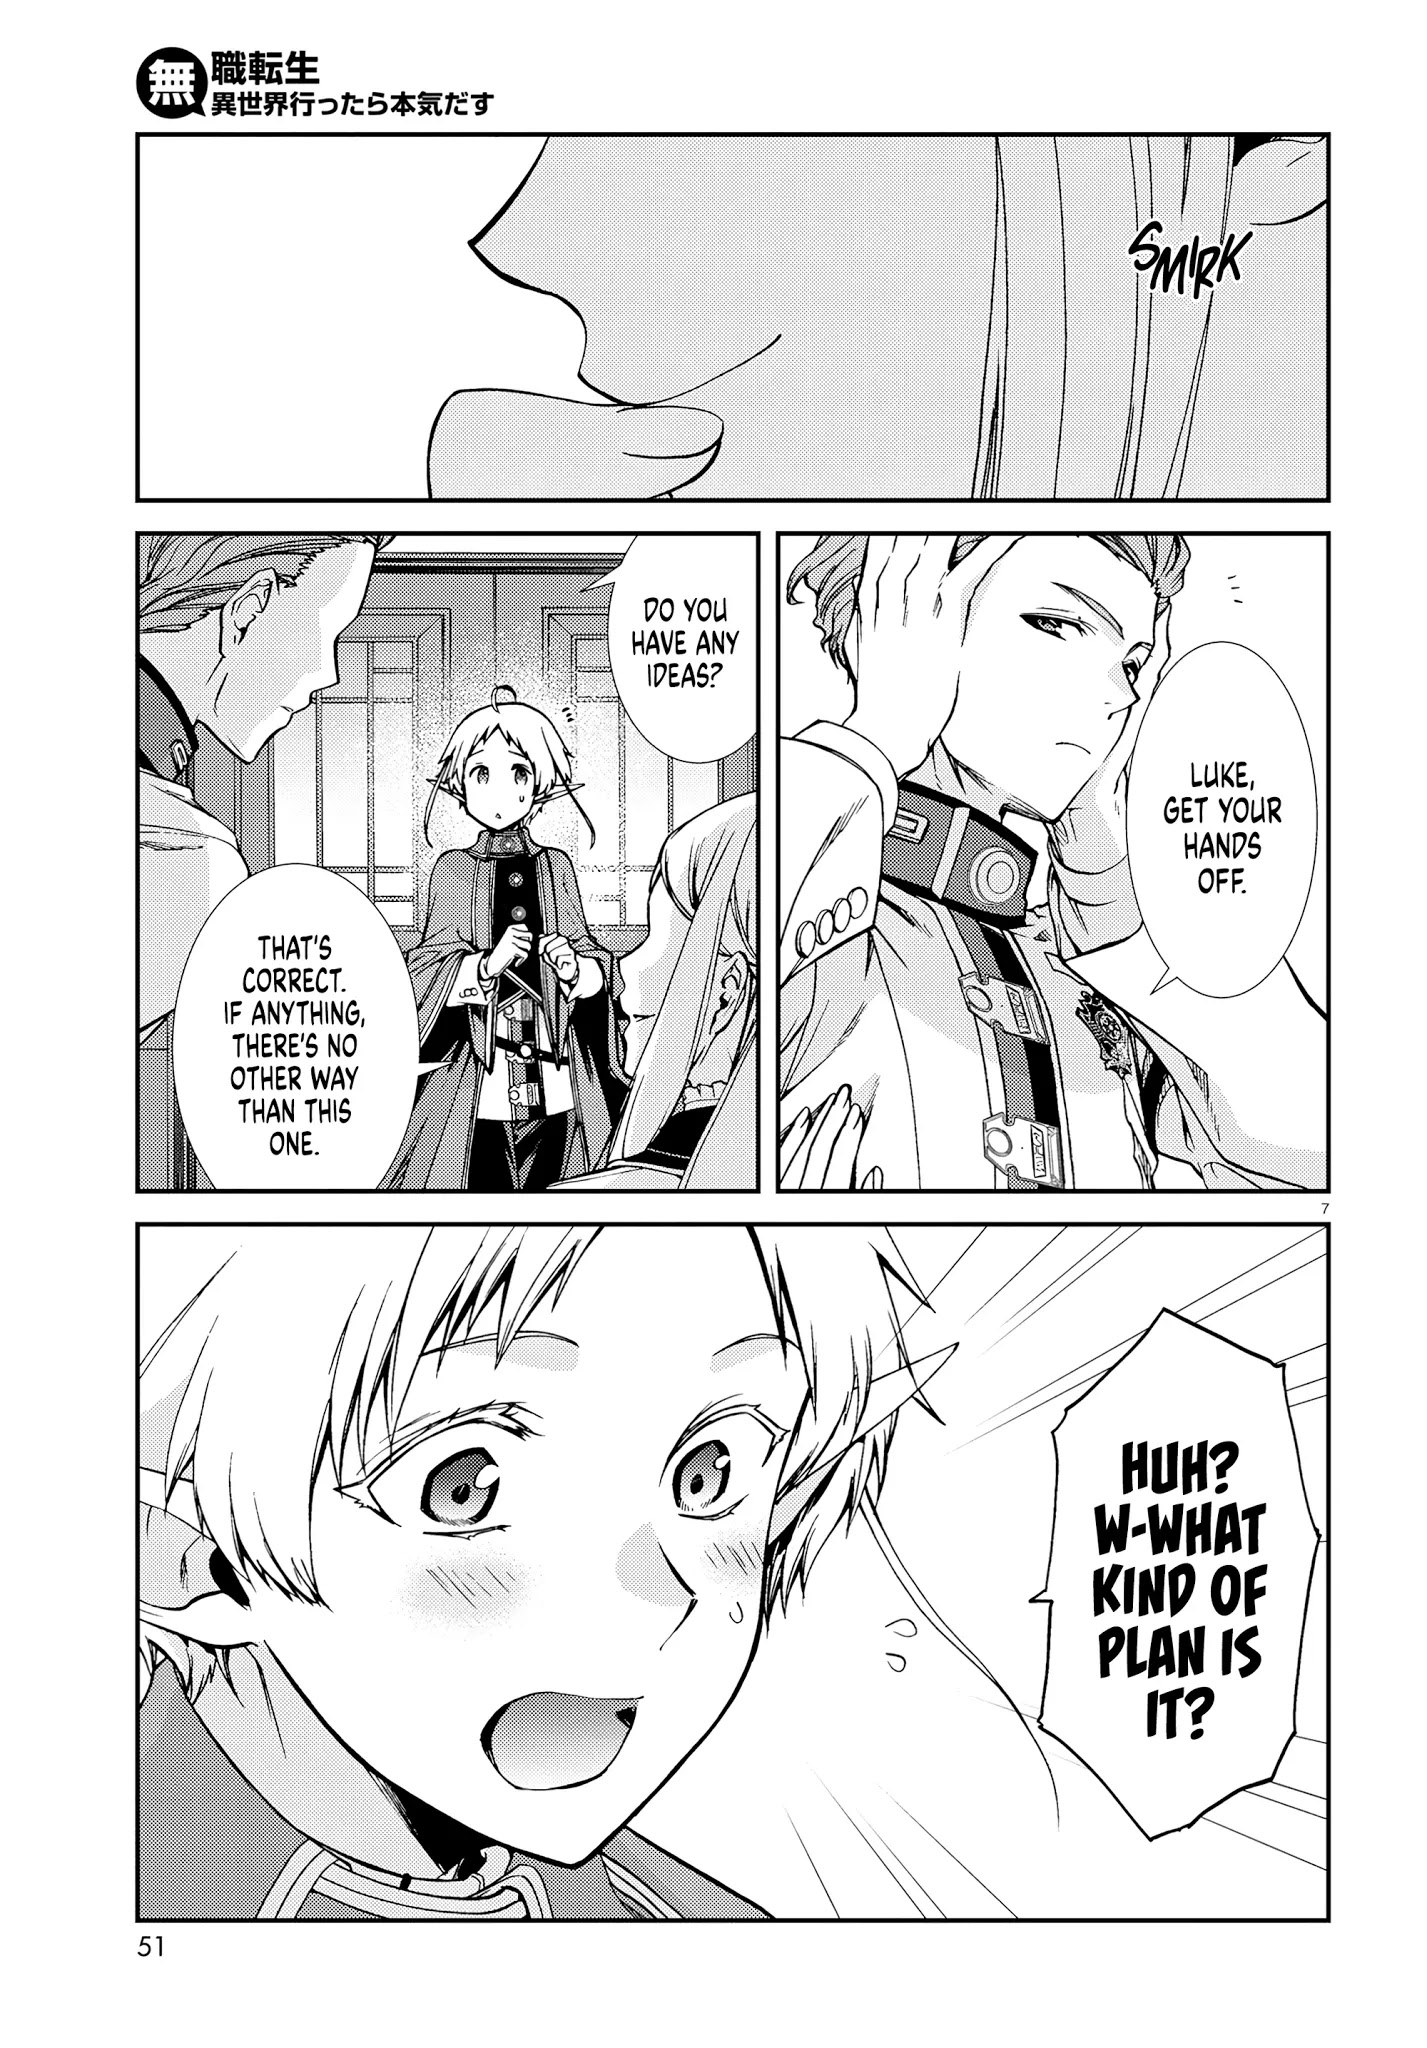 無職転生
異世界行ったら本気だす
SMIRK
LUKE,
GET YOUR
HANDS
OFF.
DO YOU
HAVE ANY
IDEAS?
THAT'S
CORRECT.
IF ANYTHING,
THERE'S NO
OTHER WAY
THAN THIS
ONE.
7
HUH?
W-WHAT
KIND OF
PLAN IS
IT?
51